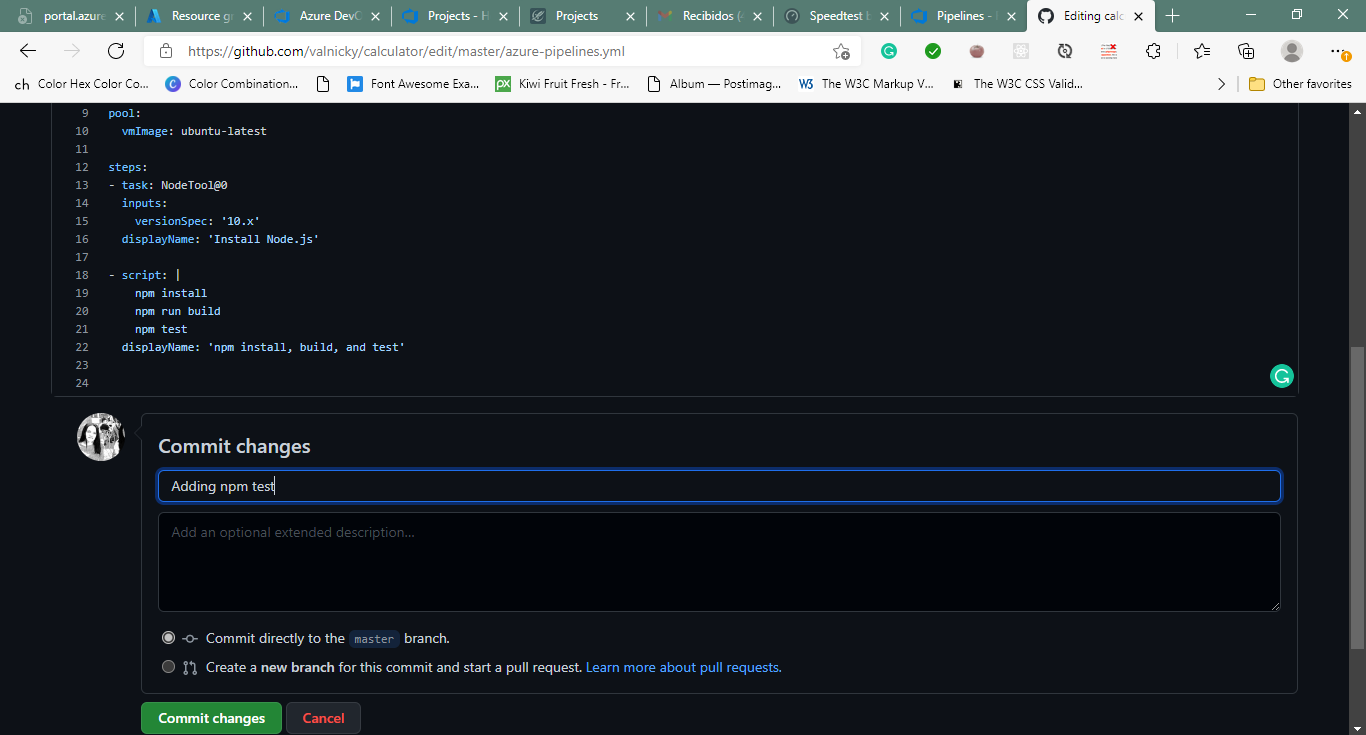 portal.azure Resource gr Azure DevO Projects - H Projects Recibidos (4 Speedtest b Pipelines - Editing calc
https://github.com/valnicky/calculator/edit/master/azure-pipelines.yml
ch Color Hex Color Co... C Color Combination... Font Awesome Exa... px Kiwi Fruit Fresh - Fr... Album — Postimag... W3 The W3C Markup V... The W3C CSS Valid... Other favorites
9 pool:
10 vmImage: ubuntu-latest
11
12 steps:
13 - task: NodeTool@0
14 inputs:
15 versionSpec: '10.x'
16 displayName: 'Install Node.js'
17
18 - script: |
19 npm install
20 npm run build
21 npm test
22 displayName: 'npm install, build, and test'
23
24
Commit changes
Adding npm test
Add an optional extended description...
Commit directly to the master branch.
Create a new branch for this commit and start a pull request. Learn more about pull requests.
Commit changes Cancel